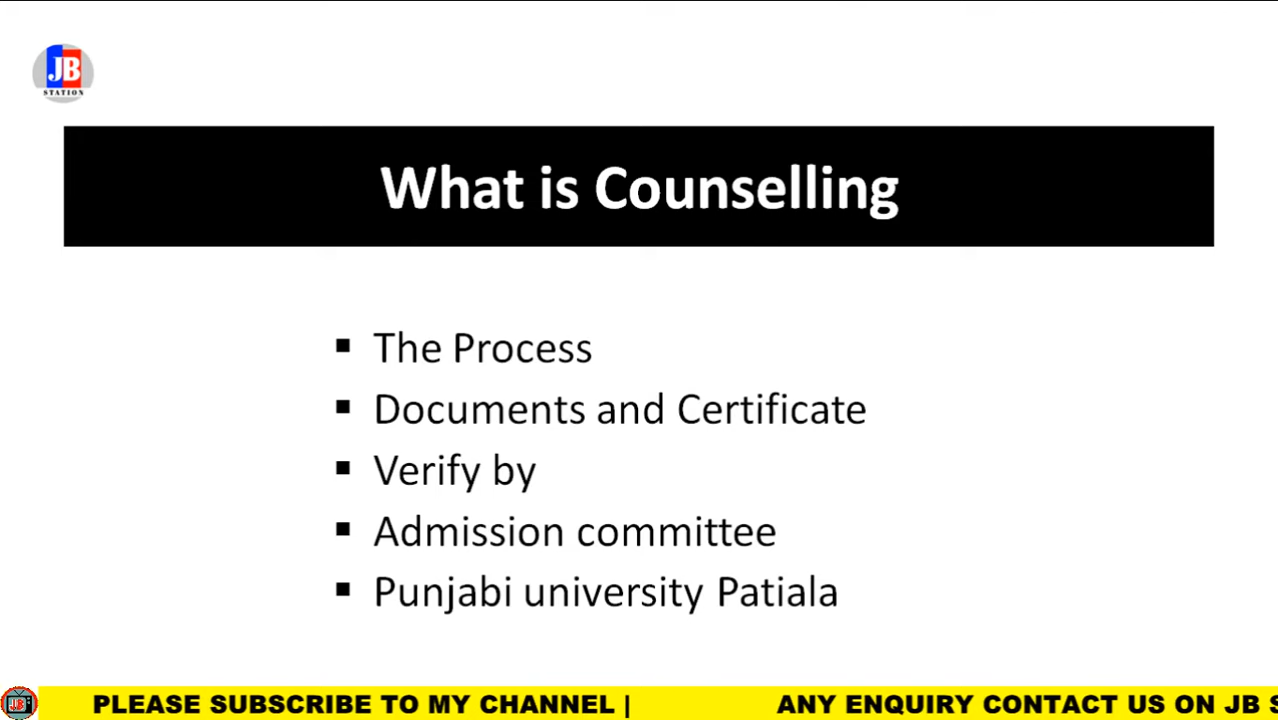 JB
STATION
What is Counselling
▪ The Process
▪ Documents and Certificate
▪ Verify by
▪ Admission committee
▪ Punjabi university Patiala
JB
PLEASE SUBSCRIBE TO MY CHANNEL | ANY ENQUIRY CONTACT US ON JB S